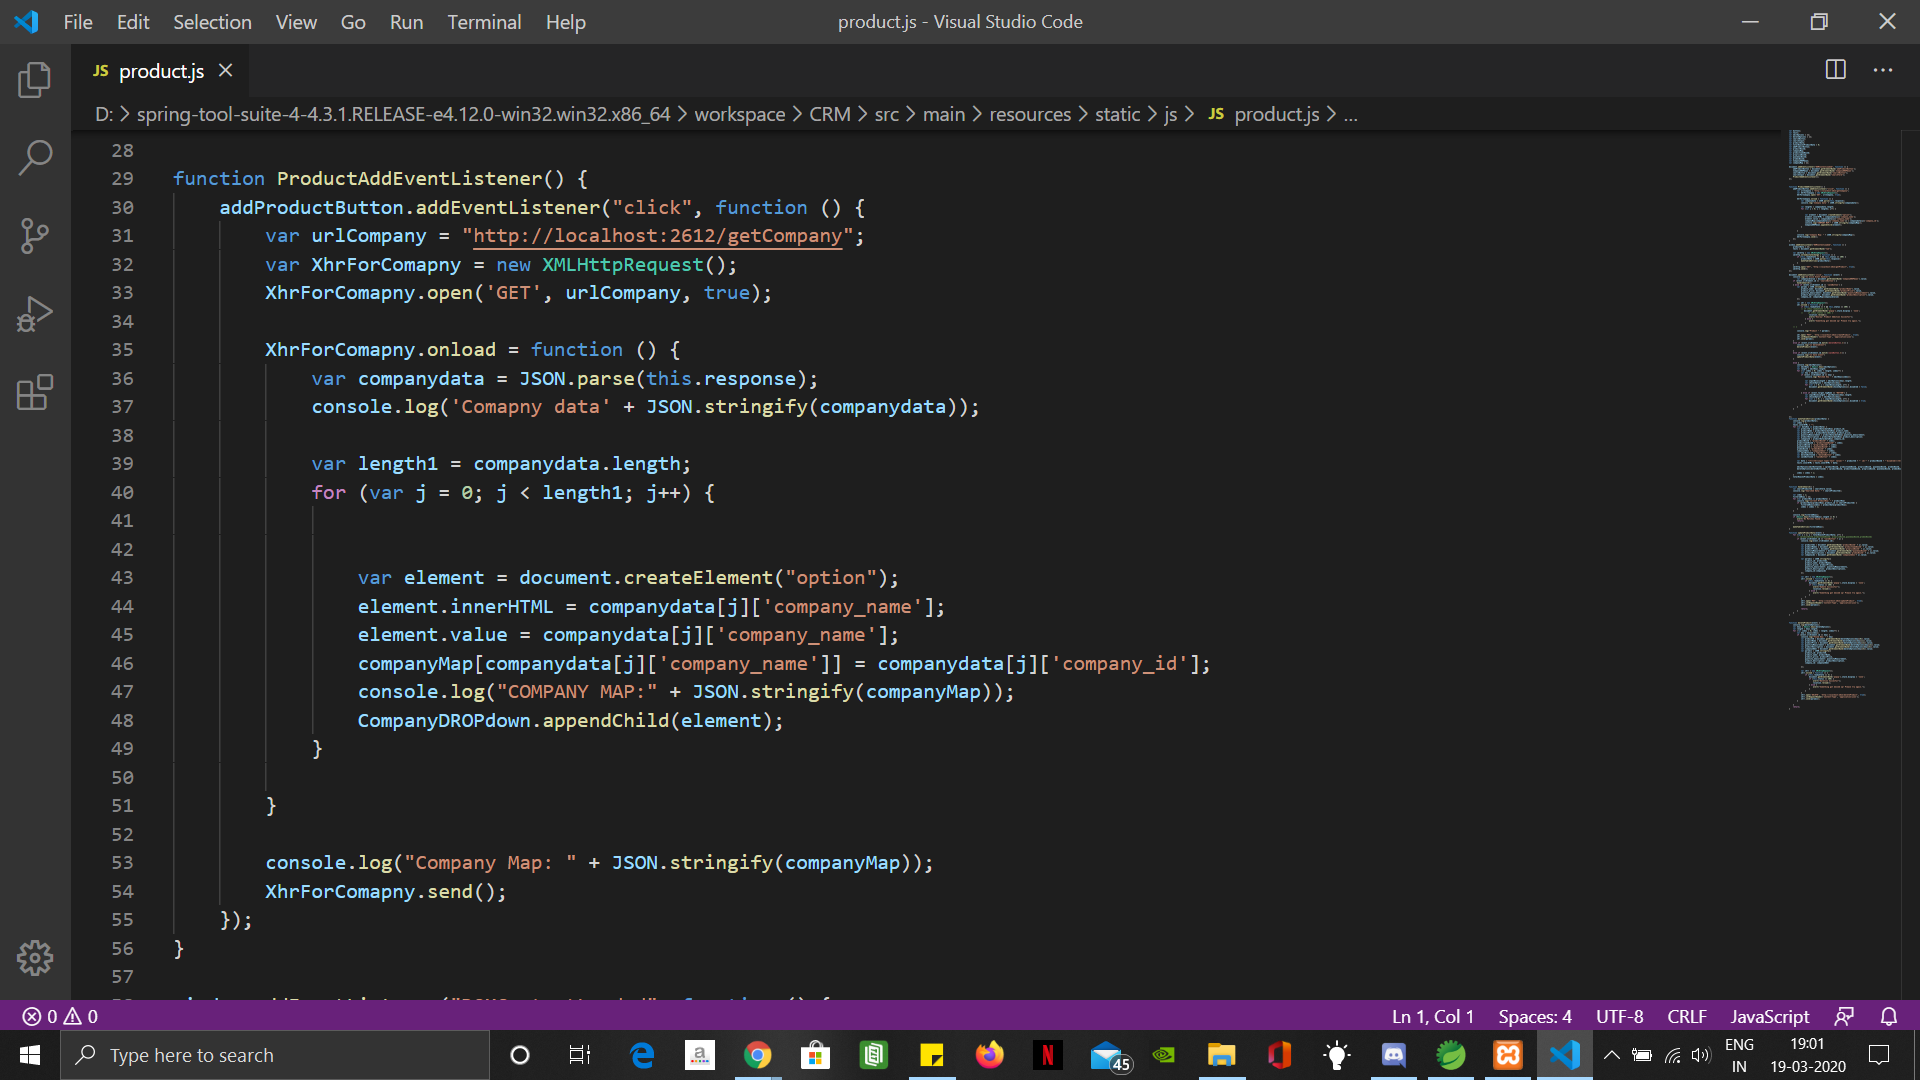 File Edit Selection View Go Run Terminal Help product.js - Visual Studio Code
JS product.js
D: > spring-tool-suite-4-4.3.1.RELEASE-e4.12.0-win32.win32.x86_64 > workspace > CRM > src > main > resources > static > js > JS product.js > ...
28
29 function ProductAddEventListener() {
30 addProductButton.addEventListener("click", function () {
31 var urlCompany = "http://localhost:2612/getCompany";
32 var XhrForComapny = new XMLHttpRequest();
33 XhrForComapny.open('GET', urlCompany, true);
34
35 XhrForComapny.onload = function () {
36 var companydata = JSON.parse(this.response);
37 console.log('Comapny data' + JSON.stringify(companydata));
38
39 var length1 = companydata.length;
40 for (var j = 0; j < length1; j++) {
41
42
43 var element = document.createElement("option");
44 element.innerHTML = companydata[j]['company_name'];
45 element.value = companydata[j]['company_name'];
46 companyMap[companydata[j]['company_name']] = companydata[j]['company_id'];
47 console.log("COMPANY MAP:" + JSON.stringify(companyMap));
48 CompanyDROPdown.appendChild(element);
49 }
50
51 }
52
53 console.log("Company Map: " + JSON.stringify(companyMap));
54 XhrForComapny.send();
55 });
56 }
57
0 0 Ln 1, Col 1 Spaces: 4 UTF-8 CRLF JavaScript
Type here to search
45
ENG
IN
19:01
19-03-2020